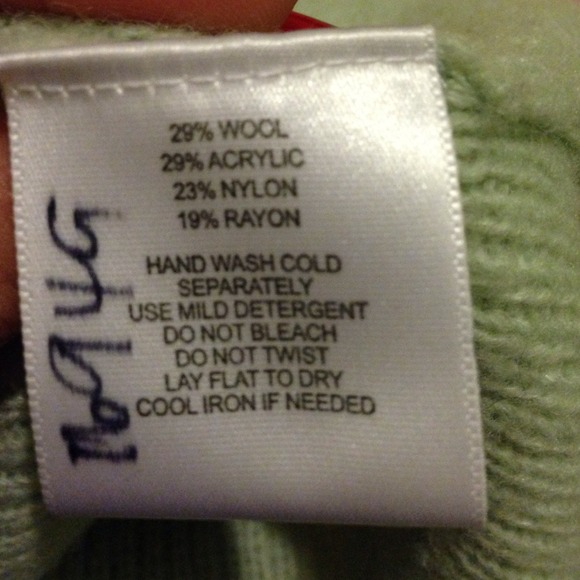 29% WOOL
29% ACRYLIC
23% NYLON
19% RAYON
HAND WASH COLD
SEPARATELY
USE MILD DETERGENT
DO NOT BLEACH
DO NOT TWIST
LAY FLAT TO DRY
COOL IRON IF NEEDED